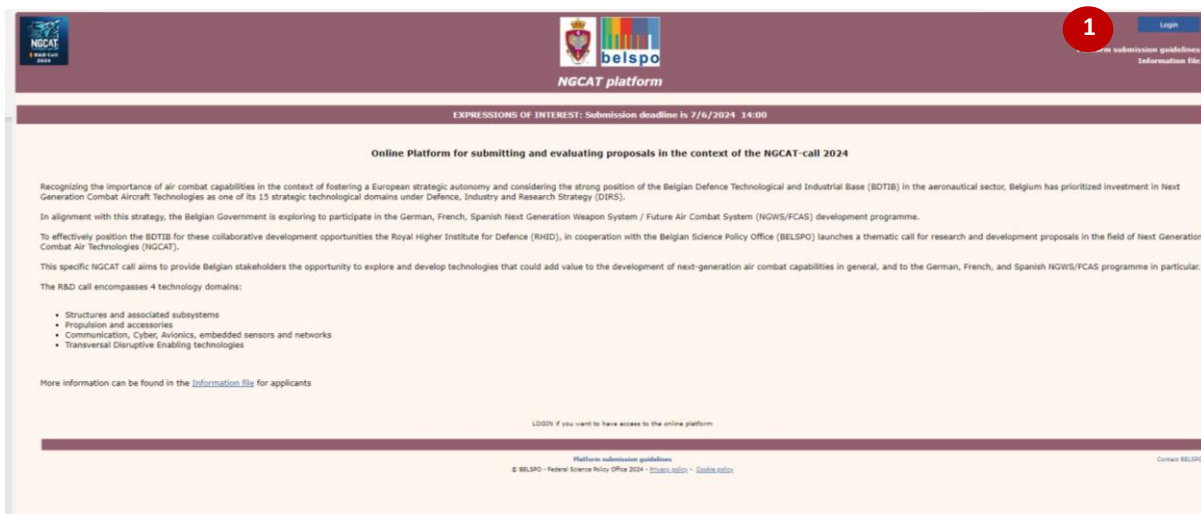 NGCAT
R&D Call
2024
belspo
NGCAT platform
1
Login
submission guidelines
Information file
EXPRESSIONS OF INTEREST: Submission deadline is 7/6/2024 14:00
Online Platform for submitting and evaluating proposals in the context of the NGCAT-call 2024
Recognizing the importance of air combat capabilities in the context of fostering a European strategic autonomy and considering the strong position of the Belgian Defence Technological and Industrial Base (BDTIB) in the aeronautical sector, Belgium has prioritized investment in Next
Generation Combat Aircraft Technologies as one of its 15 strategic technological domains under Defence, Industry and Research Strategy (DIRS).
In alignment with this strategy, the Belgian Government is exploring to participate in the German, French, Spanish Next Generation Weapon System / Future Air Combat System (NGWS/FCAS) development programme.
To effectively position the BDTIB for these collaborative development opportunities the Royal Higher Institute for Defence (RHID), in cooperation with the Belgian Science Policy Office (BELSPO) launches a thematic call for research and development proposals in the field of Next Generation
Combat Air Technologies (NGCAT).
This specific NGCAT call aims to provide Belgian stakeholders the opportunity to explore and develop technologies that could add value to the development of next-generation air combat capabilities in general, and to the German, French, and Spanish NGWS/FCAS programme in particular.
The R&D call encompasses 4 technology domains:
• Structures and associated subsystems
• Propulsion and accessories
• Communication, Cyber, Avionics, embedded sensors and networks
• Transversal Disruptive Enabling technologies
More information can be found in the Information file for applicants
LOGIN if you want to have access to the online platform
Platform submission guidelines
Contact BELSPO
© BELSPO - Federal Science Policy Office 2024 - Privacy policy - Cookie policy